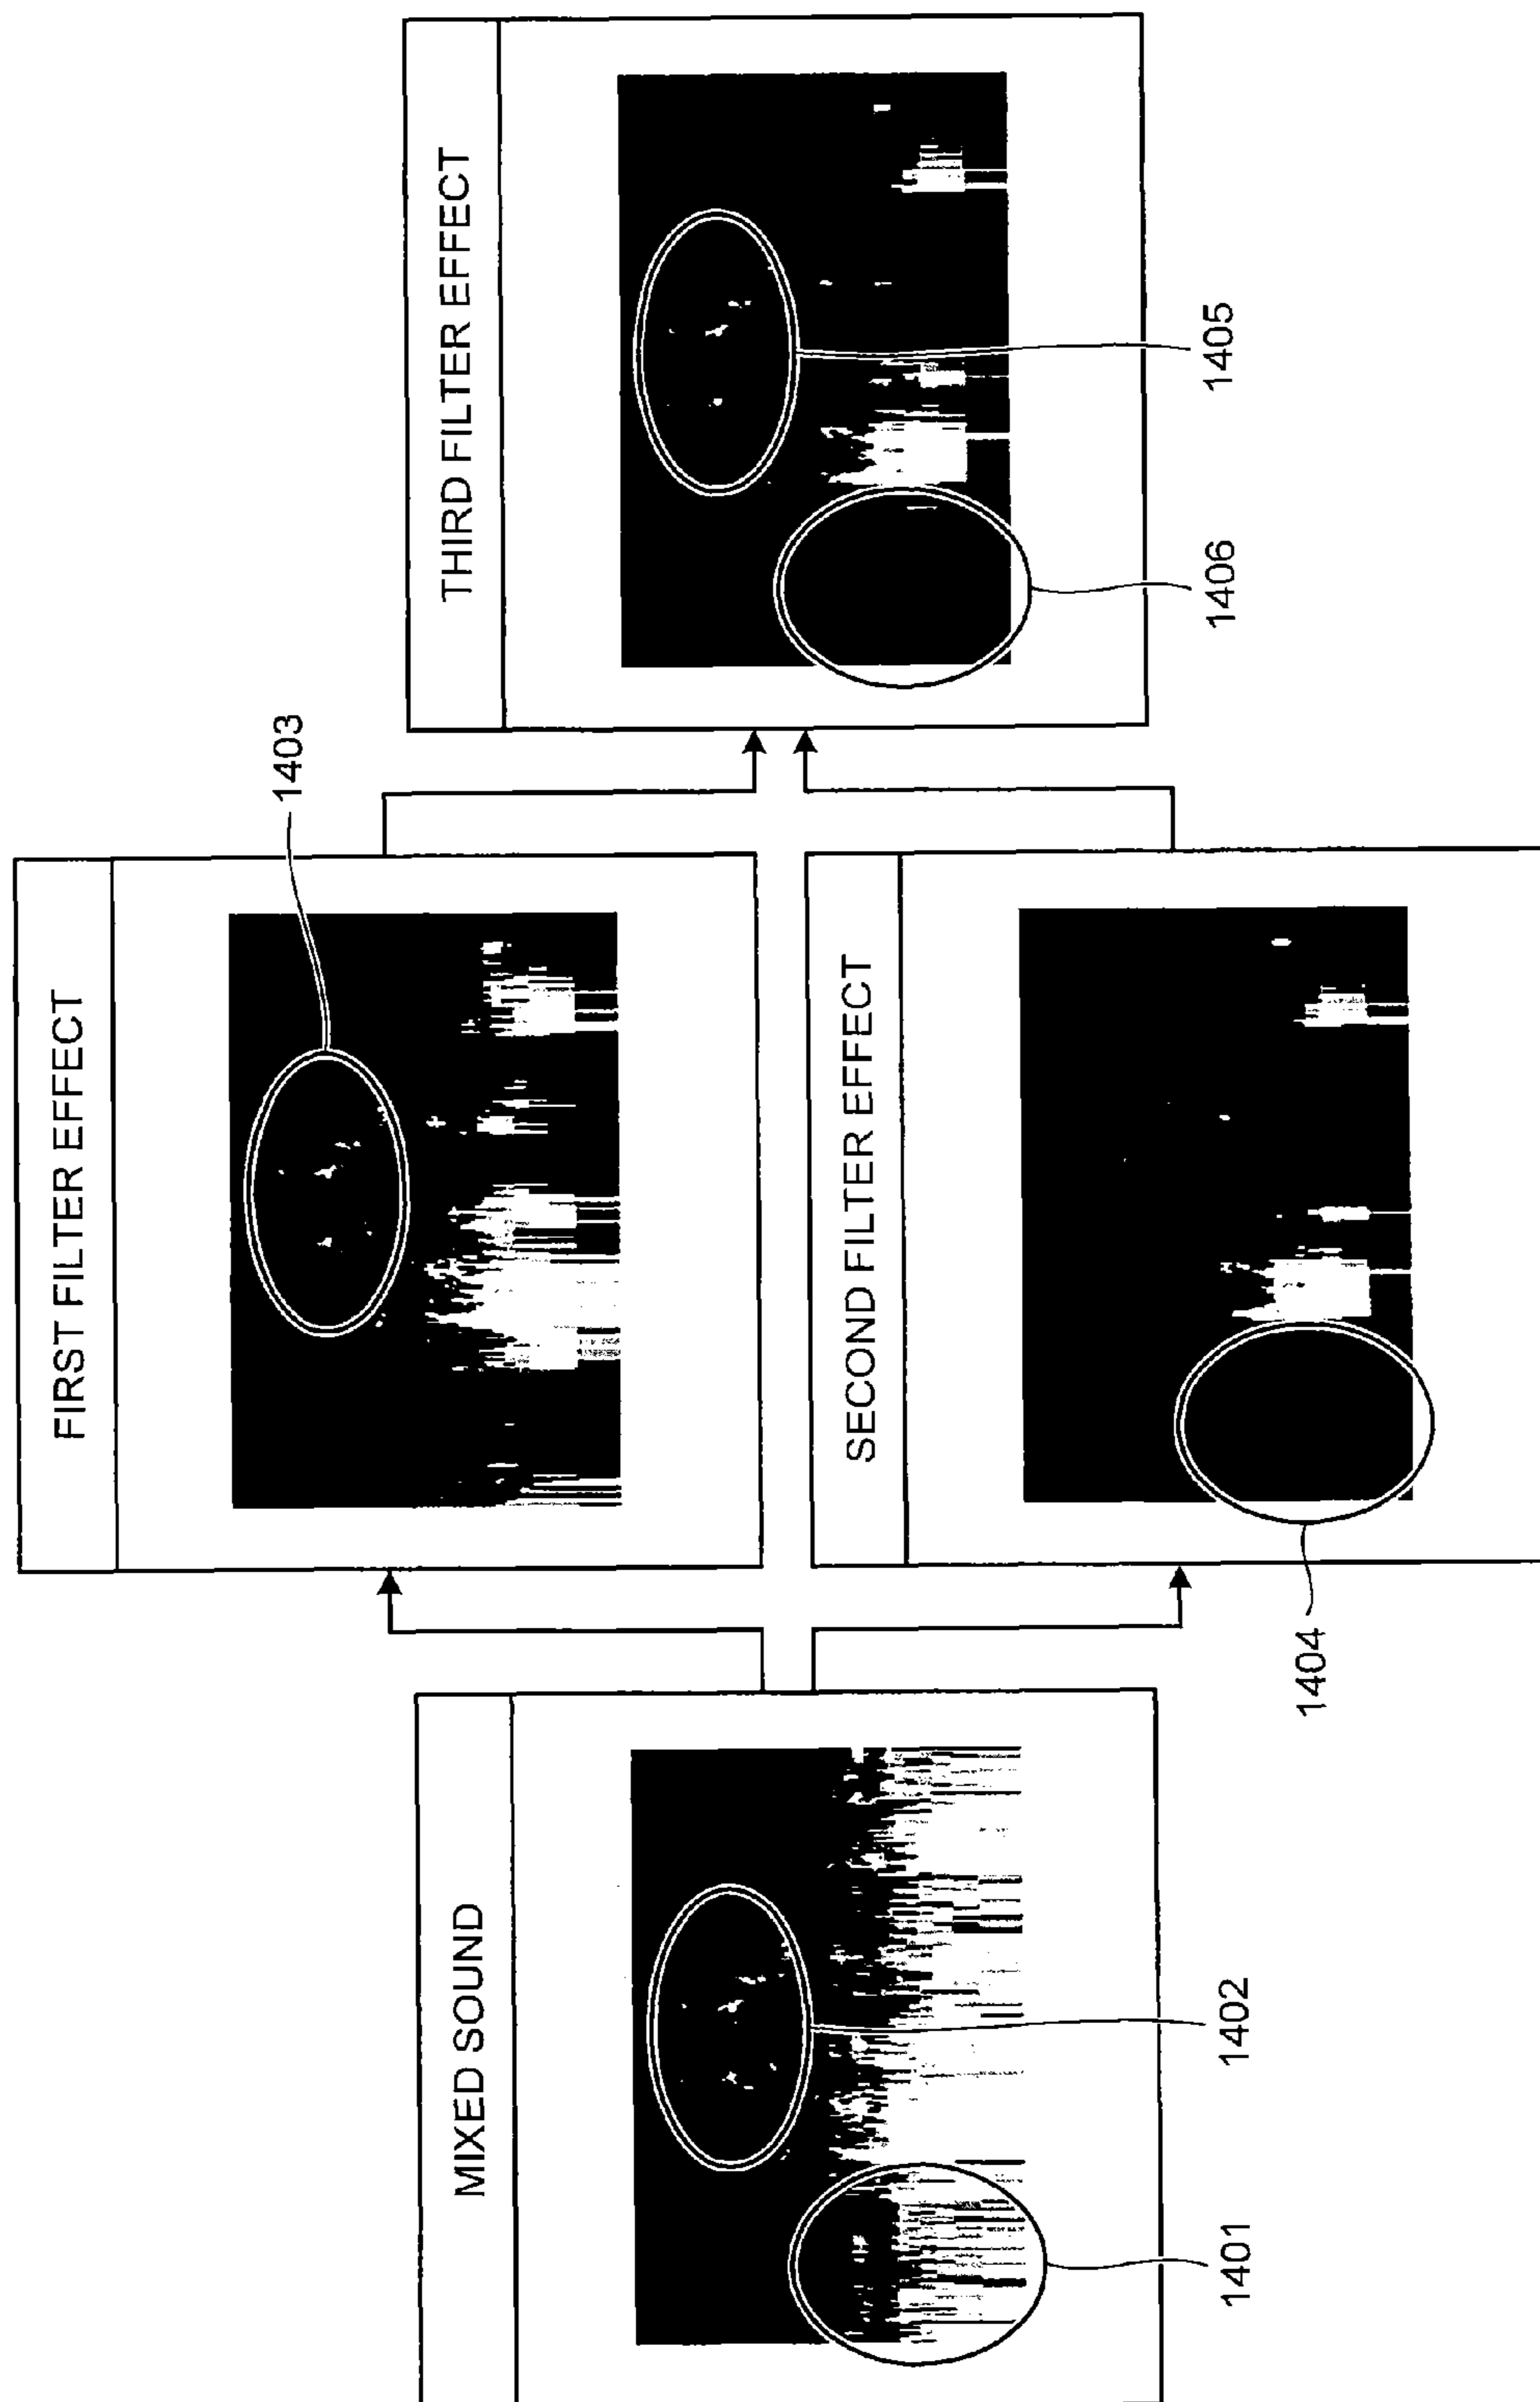 MIXED SOUND
1401
1402
FIRST FILTER EFFECT
1403
SECOND FILTER EFFECT
1404
THIRD FILTER EFFECT
1406
1405